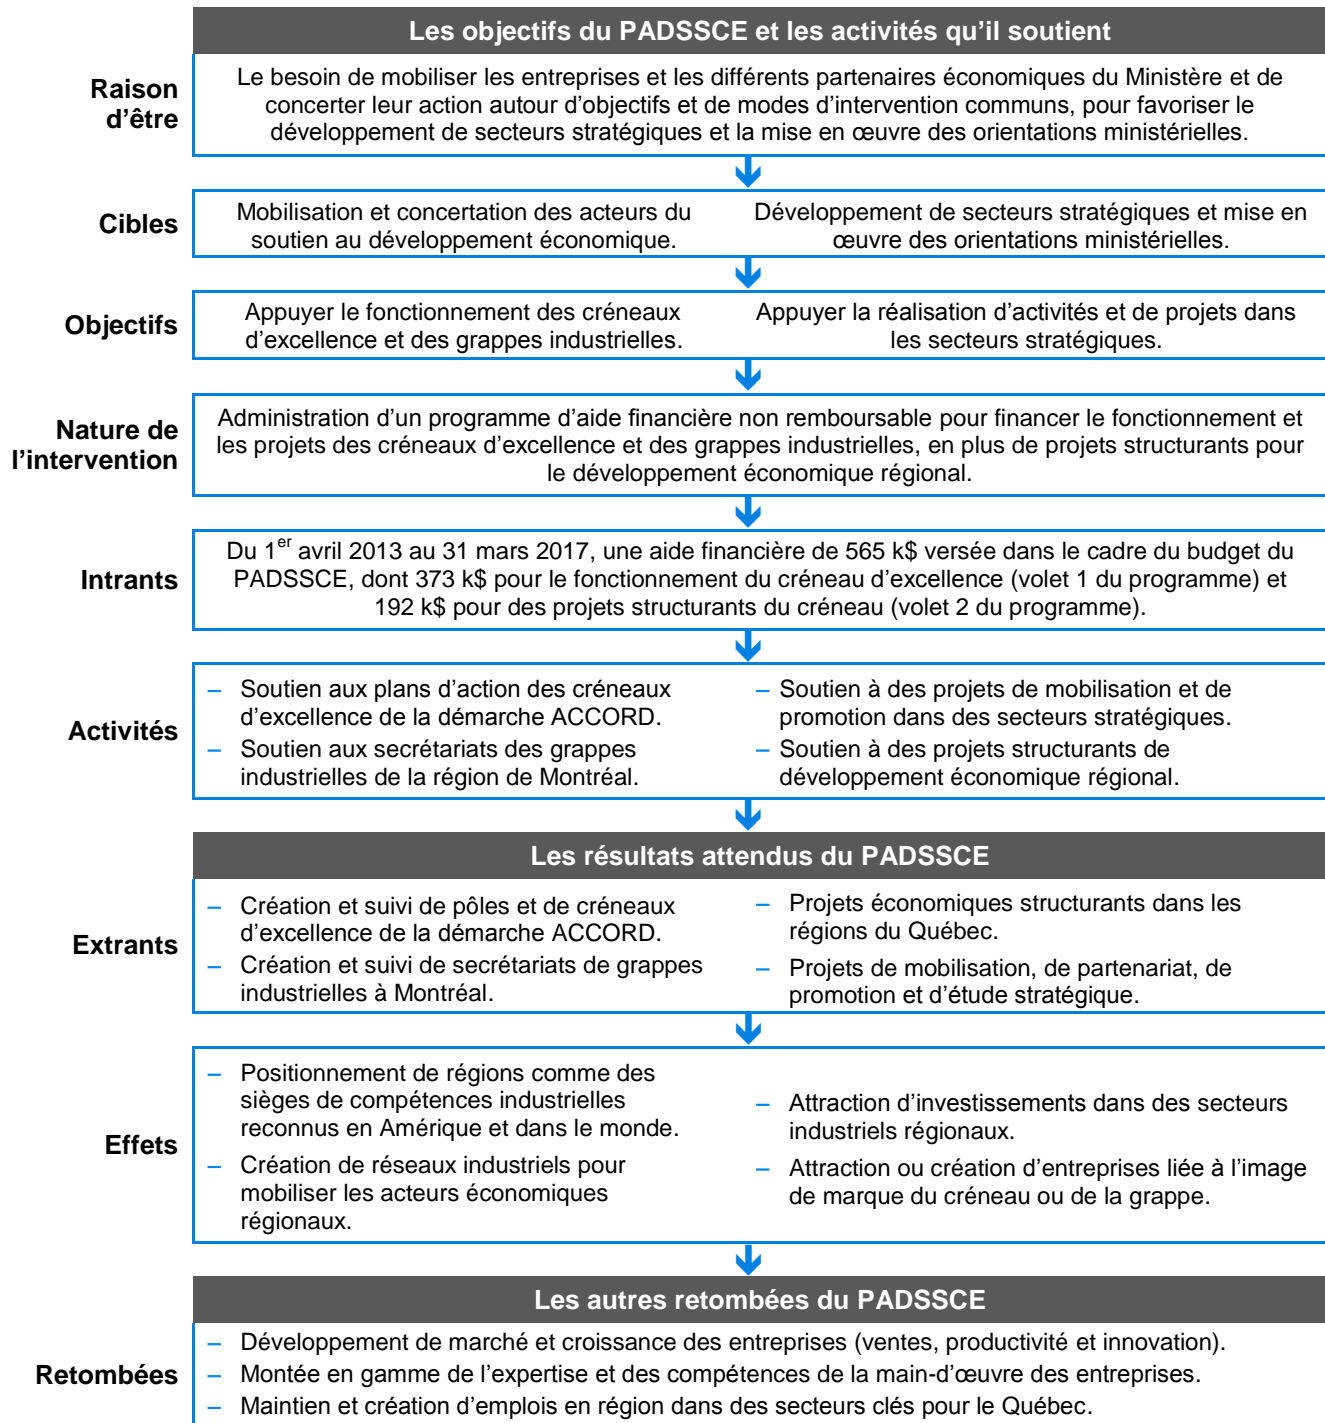 Les objectifs du PADSSCE et les activités qu’il soutient
Raison
d’être
Le besoin de mobiliser les entreprises et les différents partenaires économiques du Ministère et de
concerter leur action autour d’objectifs et de modes d’intervention communs, pour favoriser le
développement de secteurs stratégiques et la mise en œuvre des orientations ministérielles.
Cibles
Mobilisation et concertation des acteurs du
soutien au développement économique.
Développement de secteurs stratégiques et mise en
œuvre des orientations ministérielles.
Objectifs
Appuyer le fonctionnement des créneaux
d’excellence et des grappes industrielles.
Appuyer la réalisation d’activités et de projets dans
les secteurs stratégiques.
Nature de
l’intervention
Administration d’un programme d’aide financière non remboursable pour financer le fonctionnement et
les projets des créneaux d’excellence et des grappes industrielles, en plus de projets structurants pour
le développement économique régional.
Intrants
Du 1er avril 2013 au 31 mars 2017, une aide financière de 565 k$ versée dans le cadre du budget du
PADSSCE, dont 373 k$ pour le fonctionnement du créneau d’excellence (volet 1 du programme) et
192 k$ pour des projets structurants du créneau (volet 2 du programme).
Activités
– Soutien aux plans d’action des créneaux
d’excellence de la démarche ACCORD.
– Soutien aux secrétariats des grappes
industrielles de la région de Montréal.
– Soutien à des projets de mobilisation et de
promotion dans des secteurs stratégiques.
– Soutien à des projets structurants de
développement économique régional.
Les résultats attendus du PADSSCE
Extrants
– Création et suivi de pôles et de créneaux
d’excellence de la démarche ACCORD.
– Création et suivi de secrétariats de grappes
industrielles à Montréal.
– Projets économiques structurants dans les
régions du Québec.
– Projets de mobilisation, de partenariat, de
promotion et d’étude stratégique.
Effets
– Positionnement de régions comme des
sièges de compétences industrielles
reconnus en Amérique et dans le monde.
– Création de réseaux industriels pour
mobiliser les acteurs économiques
régionaux.
– Attraction d’investissements dans des secteurs
industriels régionaux.
– Attraction ou création d’entreprises liée à l’image
de marque du créneau ou de la grappe.
Les autres retombées du PADSSCE
Retombées
– Développement de marché et croissance des entreprises (ventes, productivité et innovation).
– Montée en gamme de l’expertise et des compétences de la main-d’œuvre des entreprises.
– Maintien et création d’emplois en région dans des secteurs clés pour le Québec.